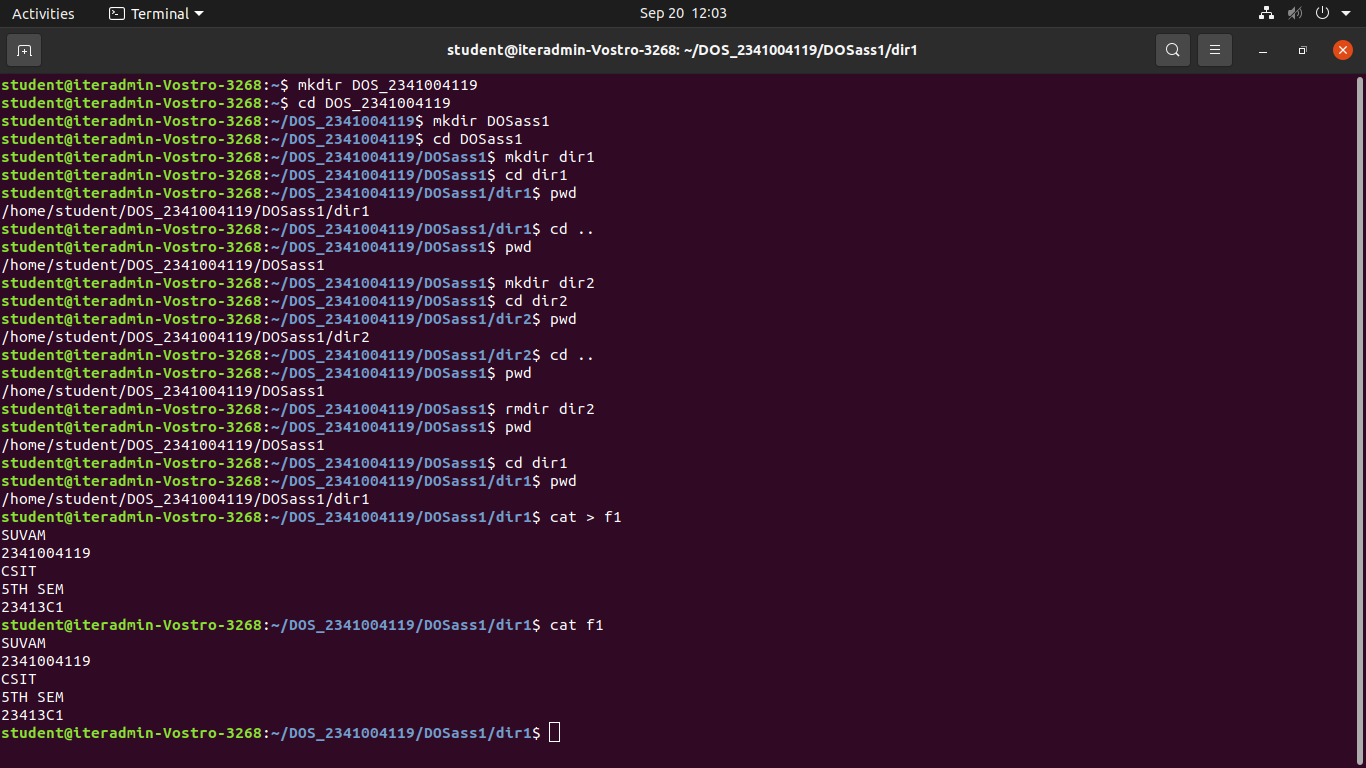 Activities
Terminal
Sep 20 12:03
student@iteradmin-Vostro-3268: ~/DOS_2341004119/DOSass1/dir1
student@iteradmin-Vostro-3268:~$ mkdir DOS_2341004119
student@iteradmin-Vostro-3268:~$ cd DOS_2341004119
student@iteradmin-Vostro-3268:~/DOS_2341004119$ mkdir DOSass1
student@iteradmin-Vostro-3268:~/DOS_2341004119$ cd DOSass1
student@iteradmin-Vostro-3268:~/DOS_2341004119/DOSass1$ mkdir dir1
student@iteradmin-Vostro-3268:~/DOS_2341004119/DOSass1$ cd dir1
student@iteradmin-Vostro-3268:~/DOS_2341004119/DOSass1/dir1$ pwd
/home/student/DOS_2341004119/DOSass1/dir1
student@iteradmin-Vostro-3268:~/DOS_2341004119/DOSass1/dir1$ cd ..
student@iteradmin-Vostro-3268:~/DOS_2341004119/DOSass1$ pwd
/home/student/DOS_2341004119/DOSass1
student@iteradmin-Vostro-3268:~/DOS_2341004119/DOSass1$ mkdir dir2
student@iteradmin-Vostro-3268:~/DOS_2341004119/DOSass1$ cd dir2
student@iteradmin-Vostro-3268:~/DOS_2341004119/DOSass1/dir2$ pwd
/home/student/DOS_2341004119/DOSass1/dir2
student@iteradmin-Vostro-3268:~/DOS_2341004119/DOSass1/dir2$ cd ..
student@iteradmin-Vostro-3268:~/DOS_2341004119/DOSass1$ pwd
/home/student/DOS_2341004119/DOSass1
student@iteradmin-Vostro-3268:~/DOS_2341004119/DOSass1$ rmdir dir2
student@iteradmin-Vostro-3268:~/DOS_2341004119/DOSass1$ pwd
/home/student/DOS_2341004119/DOSass1
student@iteradmin-Vostro-3268:~/DOS_2341004119/DOSass1$ cd dir1
student@iteradmin-Vostro-3268:~/DOS_2341004119/DOSass1/dir1$ pwd
/home/student/DOS_2341004119/DOSass1/dir1
student@iteradmin-Vostro-3268:~/DOS_2341004119/DOSass1/dir1$ cat > f1
SUVAM
2341004119
CSIT
5TH SEM
23413C1
student@iteradmin-Vostro-3268:~/DOS_2341004119/DOSass1/dir1$ cat f1
SUVAM
2341004119
CSIT
5TH SEM
23413C1
student@iteradmin-Vostro-3268:~/DOS_2341004119/DOSass1/dir1$